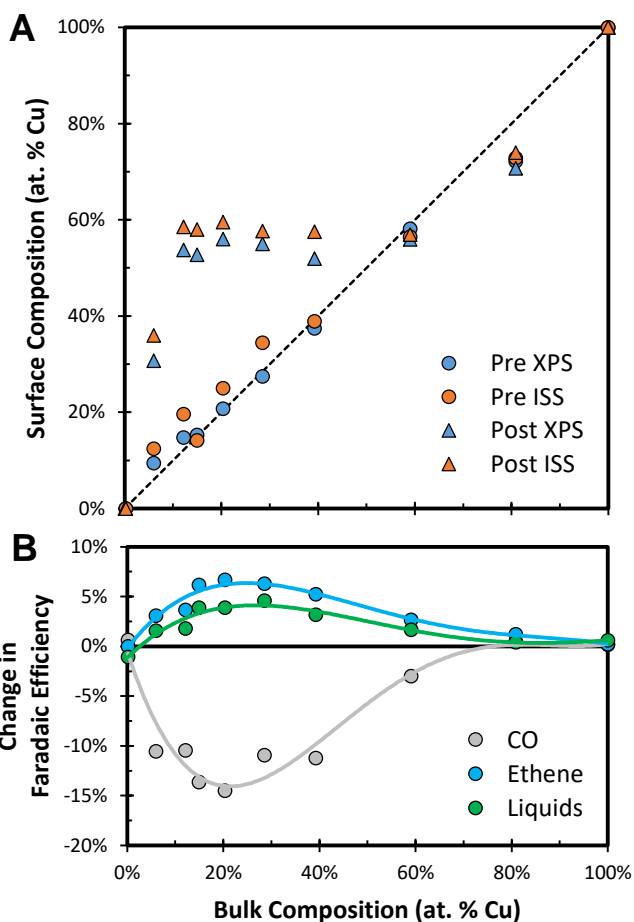 A
100%
80%
60%
40%
20%
0%
Surface Composition (at. % Cu)
Pre XPS
Pre ISS
Post XPS
Post ISS
B
10%
5%
0%
-5%
-10%
-15%
-20%
Change in
Faradaic Efficiency
CO
Ethene
Liquids
0% 20% 40% 60% 80% 100%
Bulk Composition (at. % Cu)